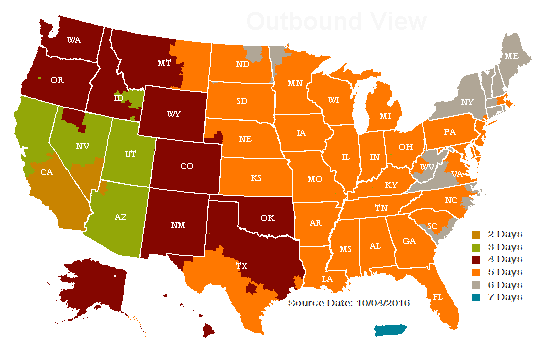 Outbound View
WA
ME
MT
ND
OR
MN
ID
WI
SD
NY
WY
MI
IA
PA
NE
NV
OH
UT
IL
IN
CO
WV
CA
VA
KS
MO
KY
NC
TN
OK
AZ
NM
AR
SC
MS
AL
GA
TX
LA
FL
2 Days
3 Days
4 Days
5 Days
6 Days
7 Days
Source Date: 10/04/2016